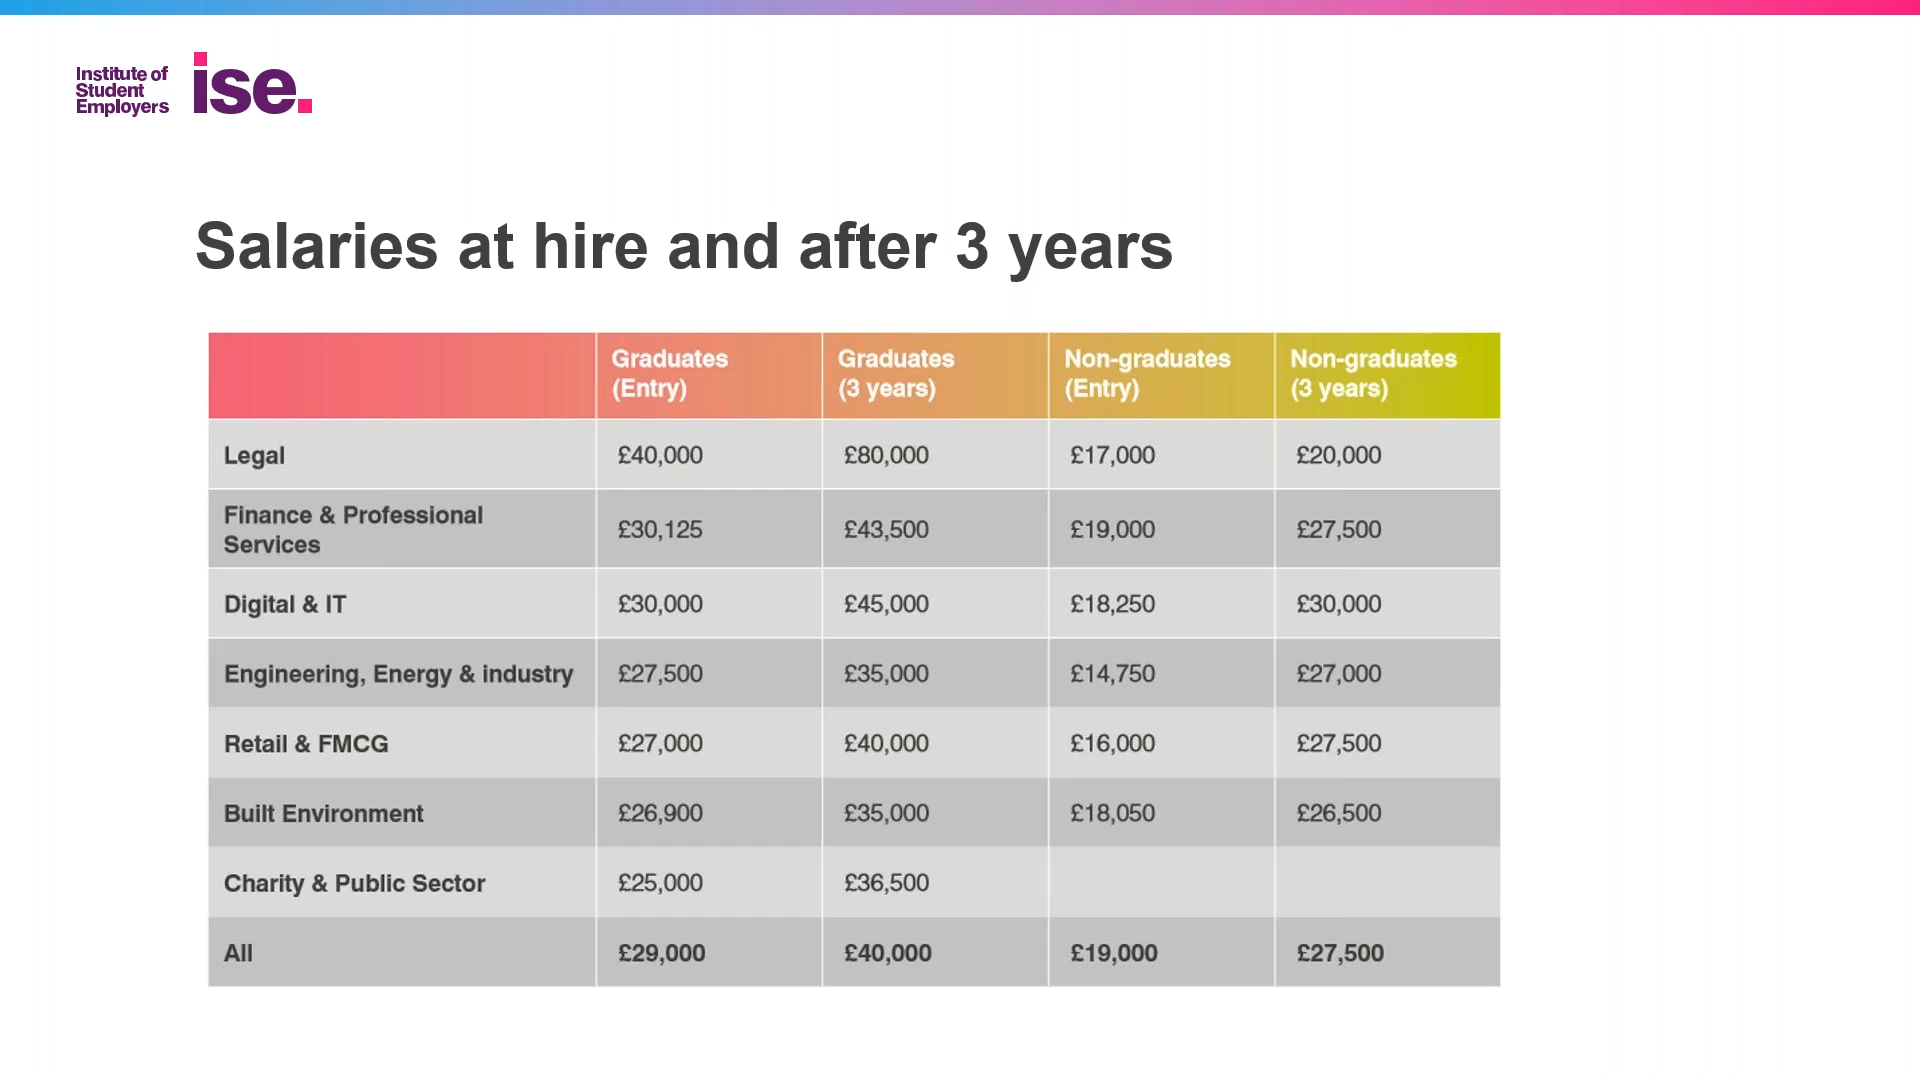 Institute of
Student
Employers
ise.
Salaries at hire and after 3 years
Graduates (Entry) Graduates (3 years) Non-graduates (Entry) Non-graduates (3 years)
Legal £40,000 £80,000 £17,000 £20,000
Finance & Professional Services £30,125 £43,500 £19,000 £27,500
Digital & IT £30,000 £45,000 £18,250 £30,000
Engineering, Energy & industry £27,500 £35,000 £14,750 £27,000
Retail & FMCG £27,000 £40,000 £16,000 £27,500
Built Environment £26,900 £35,000 £18,050 £26,500
Charity & Public Sector £25,000 £36,500
All £29,000 £40,000 £19,000 £27,500